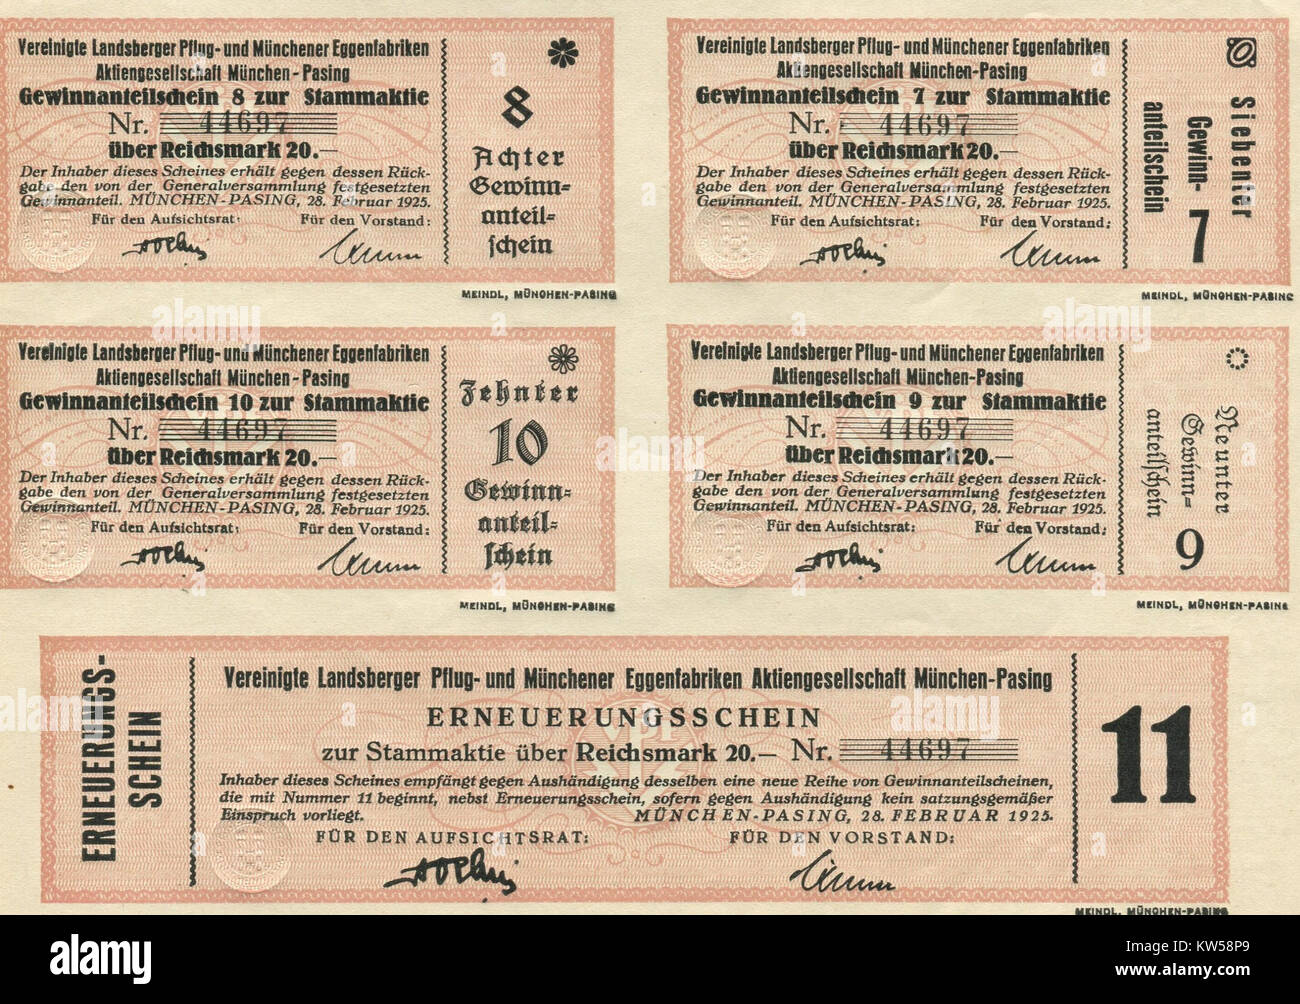 Vereinigte Landsberger Pflug- und Münchener Eggenfabriken
Aktiengesellschaft München-Pasing
Gewinnanteilschein 8 zur Stammaktie
Nr. 44697
über Reichsmark 20.—
Der Inhaber dieses Scheines erhält gegen dessen Rück-
gabe den von der Generalversammlung festgesetzten
Gewinnanteil. MÜNCHEN-PASING, 28. Februar 1925.
Für den Aufsichtsrat: Für den Vorstand:
8
Achter
Gewinn-
anteil-
schein
MEINDL, MÜNCHEN-PASING
Vereinigte Landsberger Pflug- und Münchener Eggenfabriken
Aktiengesellschaft München-Pasing
Gewinnanteilschein 7 zur Stammaktie
Nr. 44697
über Reichsmark 20.—
Der Inhaber dieses Scheines erhält gegen dessen Rück-
gabe den von der Generalversammlung festgesetzten
Gewinnanteil. MÜNCHEN-PASING, 28. Februar 1925.
Für den Aufsichtsrat: Für den Vorstand:
Siebenter
Gewinn-
anteilschein
7
MEINDL, MÜNCHEN-PASING
Vereinigte Landsberger Pflug- und Münchener Eggenfabriken
Aktiengesellschaft München-Pasing
Gewinnanteilschein 10 zur Stammaktie
Nr. 44697
über Reichsmark 20.—
Der Inhaber dieses Scheines erhält gegen dessen Rück-
gabe den von der Generalversammlung festgesetzten
Gewinnanteil. MÜNCHEN-PASING, 28. Februar 1925.
Für den Aufsichtsrat: Für den Vorstand:
Zehnter
10
Gewinn-
anteil-
schein
MEINDL, MÜNCHEN-PASING
Vereinigte Landsberger Pflug- und Münchener Eggenfabriken
Aktiengesellschaft München-Pasing
Gewinnanteilschein 9 zur Stammaktie
Nr. 44697
über Reichsmark 20.—
Der Inhaber dieses Scheines erhält gegen dessen Rück-
gabe den von der Generalversammlung festgesetzten
Gewinnanteil. MÜNCHEN-PASING, 28. Februar 1925.
Für den Aufsichtsrat: Für den Vorstand:
Neunter
Gewinn-
anteilschein
9
MEINDL, MÜNCHEN-PASING
ERNEUERUNGS-
SCHEIN
Vereinigte Landsberger Pflug- und Münchener Eggenfabriken Aktiengesellschaft München-Pasing
ERNEUERUNGSSCHEIN
zur Stammaktie über Reichsmark 20.— Nr. 44697
Inhaber dieses Scheines empfängt gegen Aushändigung desselben eine neue Reihe von Gewinnanteilscheinen,
die mit Nummer 11 beginnt, nebst Erneuerungsschein, sofern gegen Aushändigung kein satzungsgemäßer
Einspruch vorliegt. MÜNCHEN-PASING, 28. FEBRUAR 1925.
FÜR DEN AUFSICHTSRAT: FÜR DEN VORSTAND:
11
MEINDL, MÜNCHEN-PASING
alamy
Image ID: KW58P9
www.alamy.com